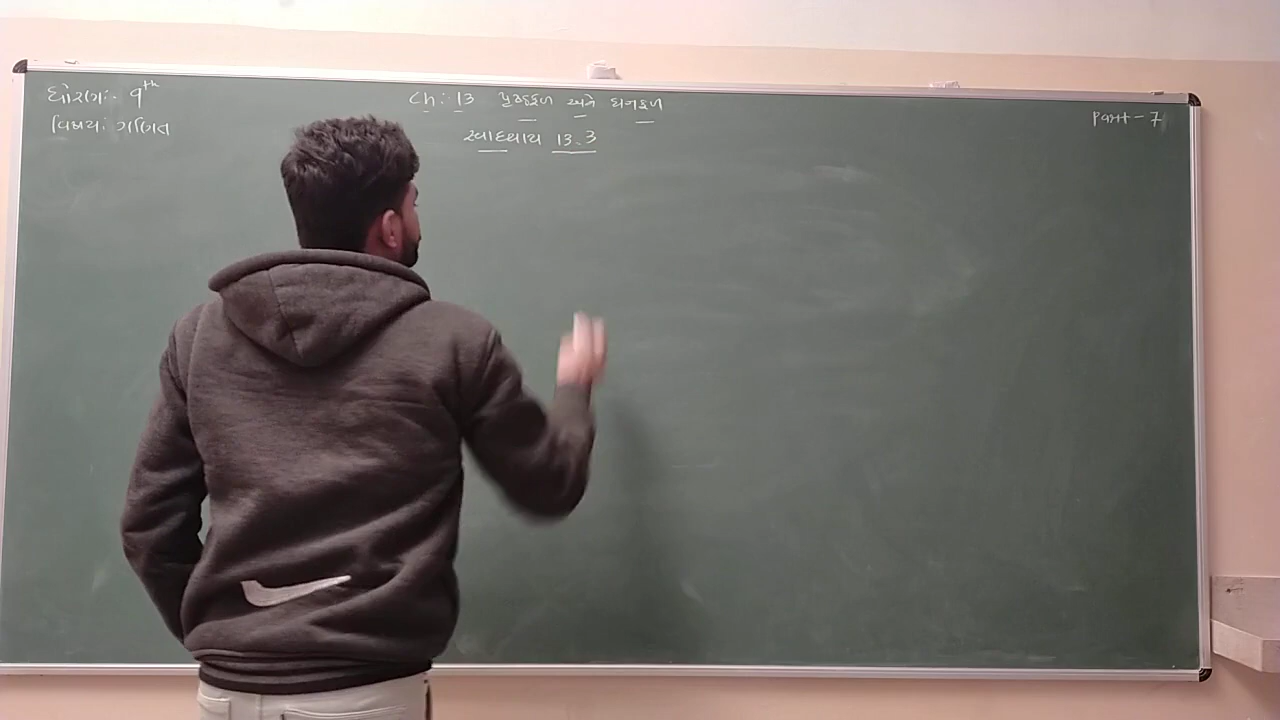 ધોરણ:- 9th
વિષય: ગણિત
Ch: 13 પૃષ્ઠફળ અને ઘનફળ
સ્વાધ્યાય 13.3
Part - 7